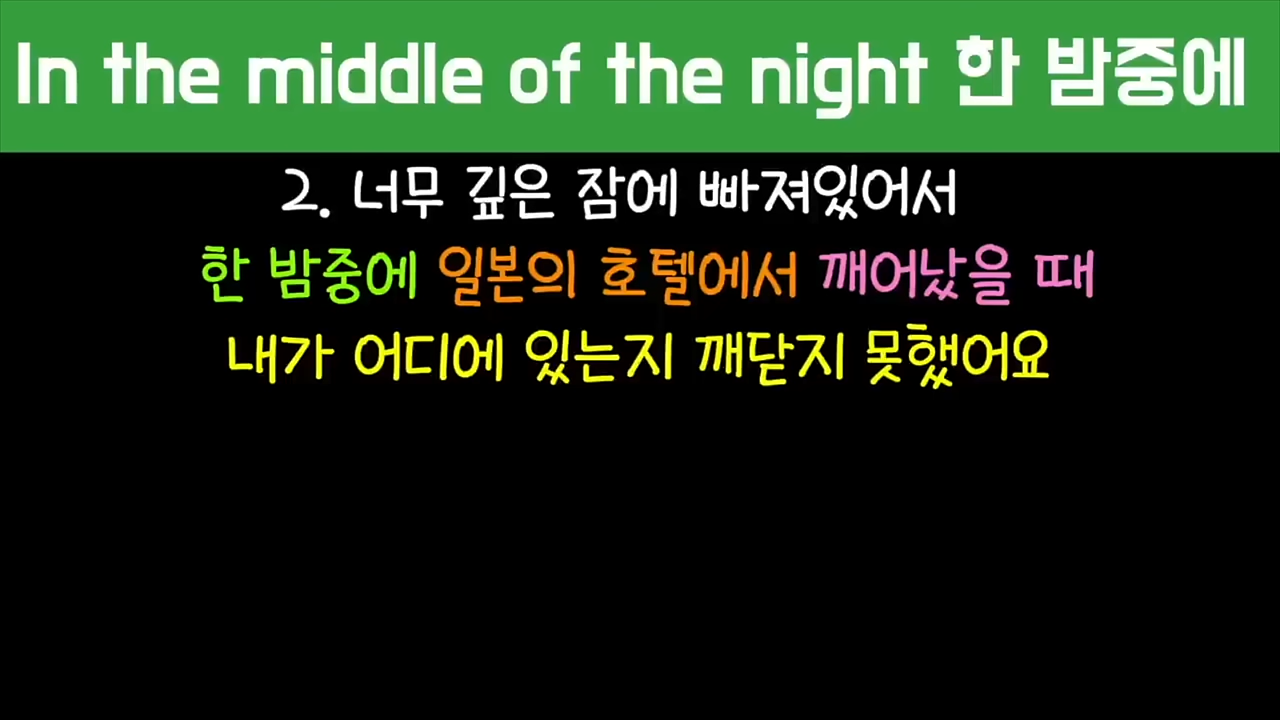 In the middle of the night 한 밤중에
2. 너무 깊은 잠에 빠져있어서
한 밤중에 일본의 호텔에서 깨어났을 때
내가 어디에 있는지 깨닫지 못했어요